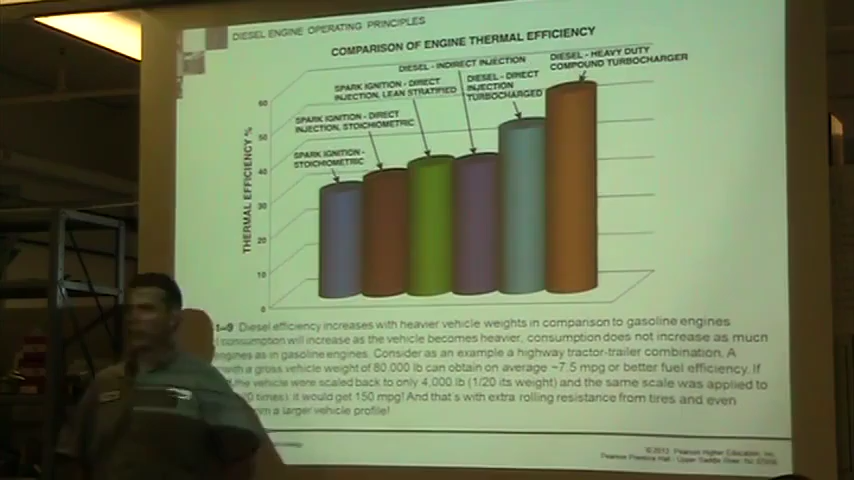 DIESEL ENGINE OPERATING PRINCIPLES
COMPARISON OF ENGINE THERMAL EFFICIENCY
DIESEL - HEAVY DUTY
COMPOUND TURBOCHARGER
DIESEL - INDIRECT INJECTION
DIESEL - DIRECT
INJECTION
TURBOCHARGED
SPARK IGNITION - DIRECT
INJECTION, LEAN STRATIFIED
SPARK IGNITION - DIRECT
INJECTION, STOICHIOMETRIC
SPARK IGNITION -
STOICHIOMETRIC
THERMAL EFFICIENCY %
60
50
40
30
20
10
0
1–9 Diesel efficiency increases with heavier vehicle weights in comparison to gasoline engines
consumption will increase as the vehicle becomes heavier, consumption does not increase as much
engines as in gasoline engines. Consider as an example a highway tractor-trailer combination. A
with a gross vehicle weight of 80,000 lb can obtain on average ~7.5 mpg or better fuel efficiency. If
the vehicle were scaled back to only 4,000 lb (1/20 its weight) and the same scale was applied to
times), it would get 150 mpg! And that's with extra rolling resistance from tires and even
a larger vehicle profile!
© 2013 Pearson Higher Education, Inc.
Pearson Prentice Hall - Upper Saddle River, NJ